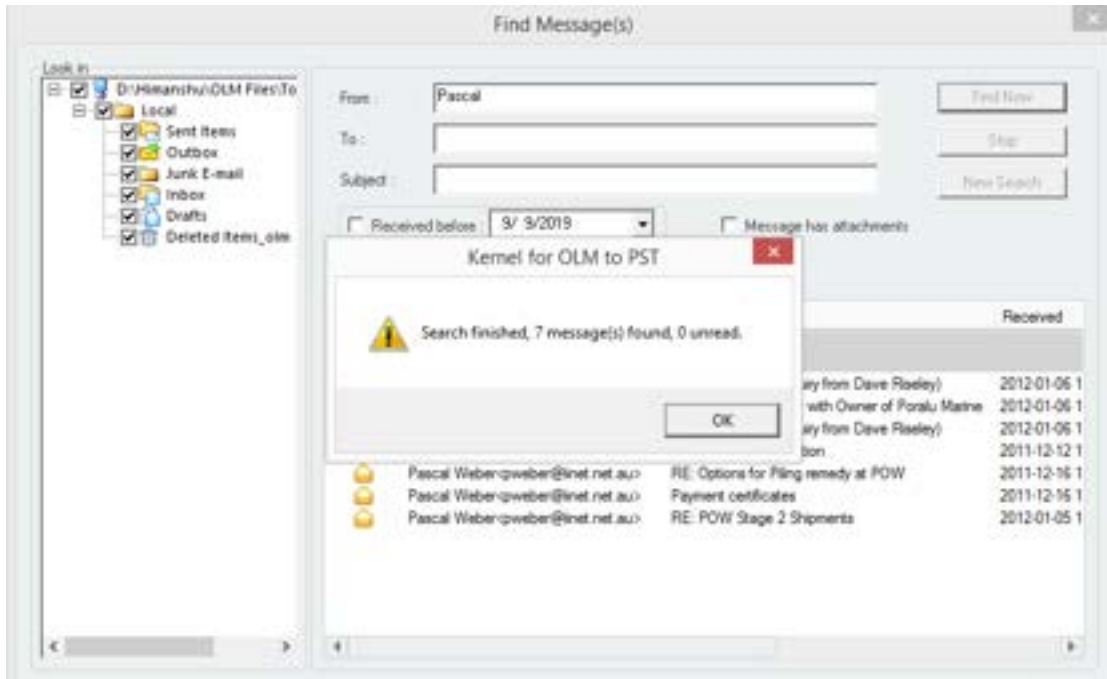 Find Message(s)
Look in
D:\Himanshu\OLM Files\To
Local
Sent Items
Outbox
Junk E-mail
Inbox
Drafts
Deleted Items_olm
From :
Pascal
Find Now
To :
Stop
Subject :
New Search
Received before
9/ 9/2019
Message has attachments
Kernel for OLM to PST
Search finished, 7 message(s) found, 0 unread.
OK
Received
ary from Dave Riseley) 2012-01-06 1
with Owner of Poralu Marine 2012-01-06 1
ary from Dave Riseley) 2012-01-06 1
tion 2011-12-12 1
Pascal Weber<pweber@iinet.net.au> RE: Options for Piling remedy at POW 2011-12-16 1
Pascal Weber<pweber@iinet.net.au> Payment certificates 2011-12-16 1
Pascal Weber<pweber@iinet.net.au> RE: POW Stage 2 Shipments 2012-01-05 1